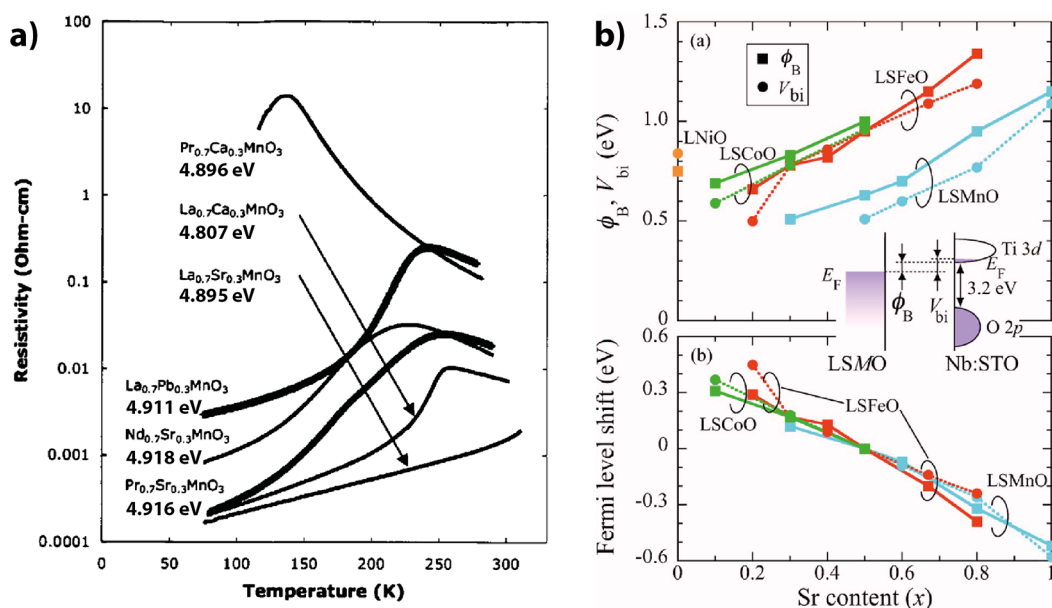 a)
Resistivity (Ohm-cm)
100
10
1
0.1
0.01
0.001
0.0001
Pr0.7Ca0.3MnO3
4.896 eV
La0.7Ca0.3MnO3
4.807 eV
La0.7Sr0.3MnO3
4.895 eV
La0.7Pb0.3MnO3
4.911 eV
Nd0.7Sr0.3MnO3
4.918 eV
Pr0.7Sr0.3MnO3
4.916 eV
0 50 100 150 200 250 300
Temperature (K)
b)
(a)
ϕB
Vbi
ϕB, Vbi (eV)
1.5
1.0
0.5
0
LNiO
LSCoO
LSFeO
LSMnO
EF
ϕB
Vbi
Ti 3d
EF
3.2 eV
O 2p
LSMO
Nb:STO
(b)
Fermi level shift (eV)
0.6
0.3
0
-0.3
-0.6
LSCoO
LSFeO
LSMnO
0 0.2 0.4 0.6 0.8 1
Sr content (x)